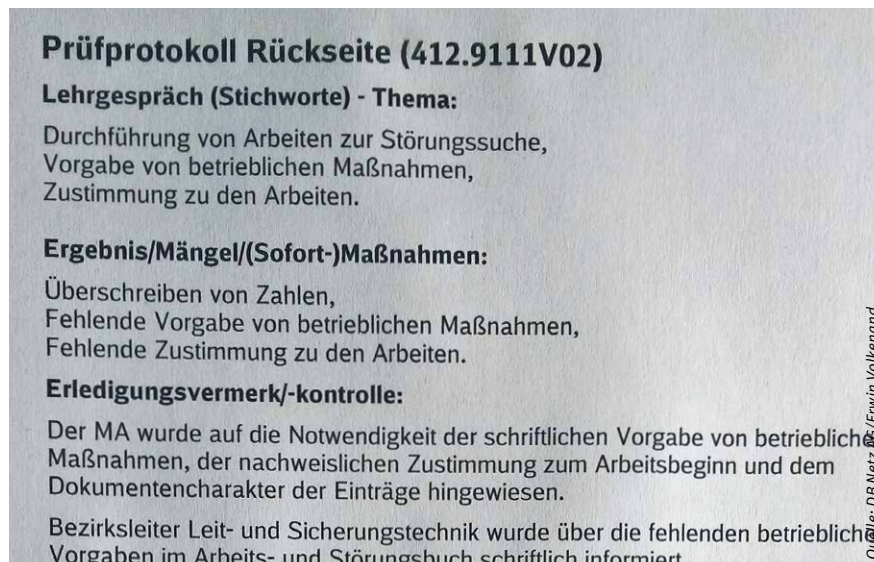 Prüfprotokoll Rückseite (412.9111V02)
Lehrgespräch (Stichworte) - Thema:
Durchführung von Arbeiten zur Störungssuche,
Vorgabe von betrieblichen Maßnahmen,
Zustimmung zu den Arbeiten.
Ergebnis/Mängel/(Sofort-)Maßnahmen:
Überschreiben von Zahlen,
Fehlende Vorgabe von betrieblichen Maßnahmen,
Fehlende Zustimmung zu den Arbeiten.
Erledigungsvermerk/-kontrolle:
Der MA wurde auf die Notwendigkeit der schriftlichen Vorgabe von betriebliche
Maßnahmen, der nachweislichen Zustimmung zum Arbeitsbeginn und dem
Dokumentencharakter der Einträge hingewiesen.
Bezirksleiter Leit- und Sicherungstechnik wurde über die fehlenden betriebliche
Vorgaben im Arbeits- und Störungsbuch schriftlich informiert
Quelle: DB Netz AG/Erwin Volkenand